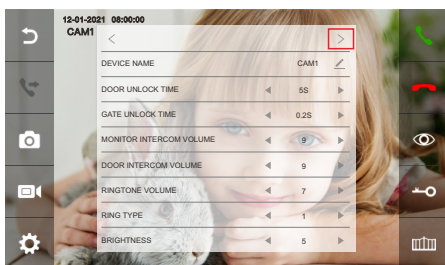 12-01-2021 08:00:00
CAM1
DEVICE NAME CAM1
DOOR UNLOCK TIME 5S
GATE UNLOCK TIME 0.2S
MONITOR INTERCOM VOLUME 9
DOOR INTERCOM VOLUME 9
RINGTONE VOLUME 7
RING TYPE 1
BRIGHTNESS 5